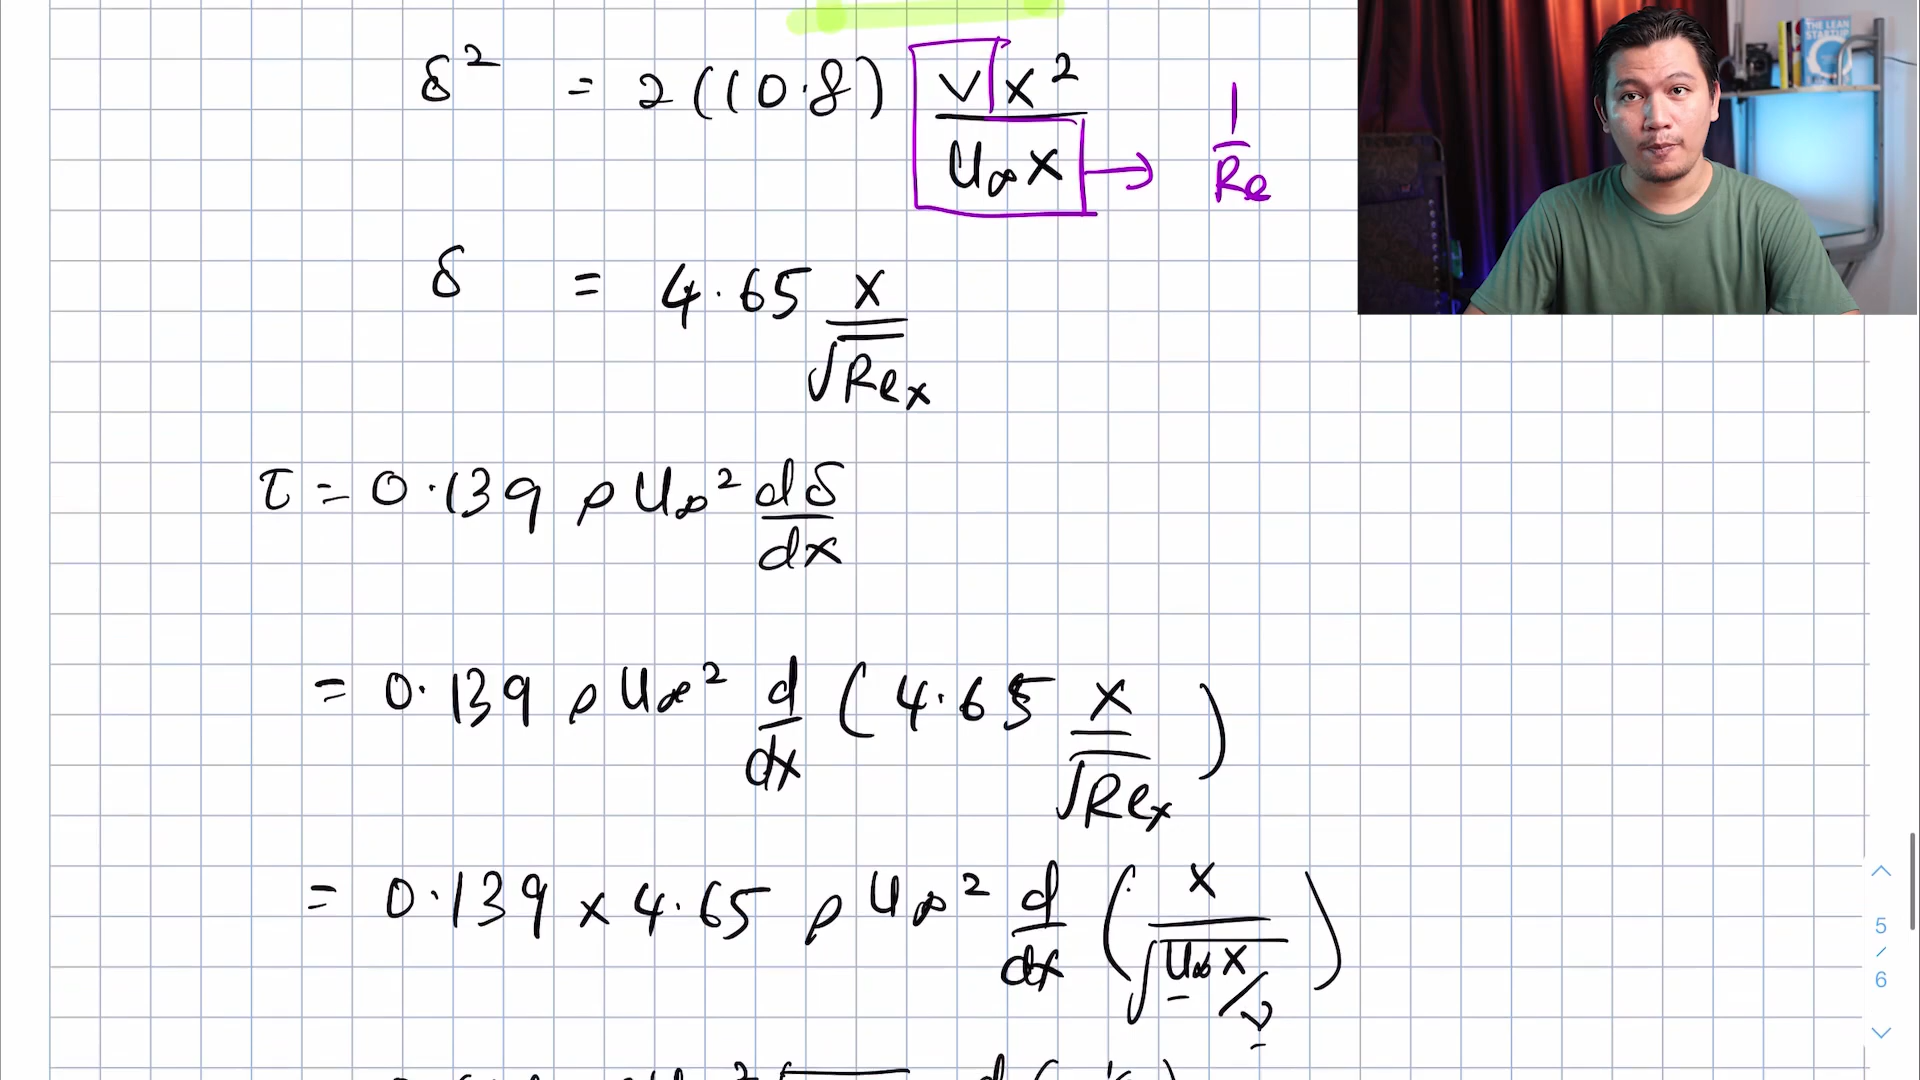 δ² = 2(10.8) νx²/U∞x → 1/Re
δ = 4.65 x/√Reₓ
τ = 0.139 ρU∞² dδ/dx
= 0.139 ρU∞² d/dx (4.65 x/√Reₓ)
= 0.139 x 4.65 ρU∞² d/dx (x/√U∞x/ν)
THE LEAN
STARTUP
5
/
6